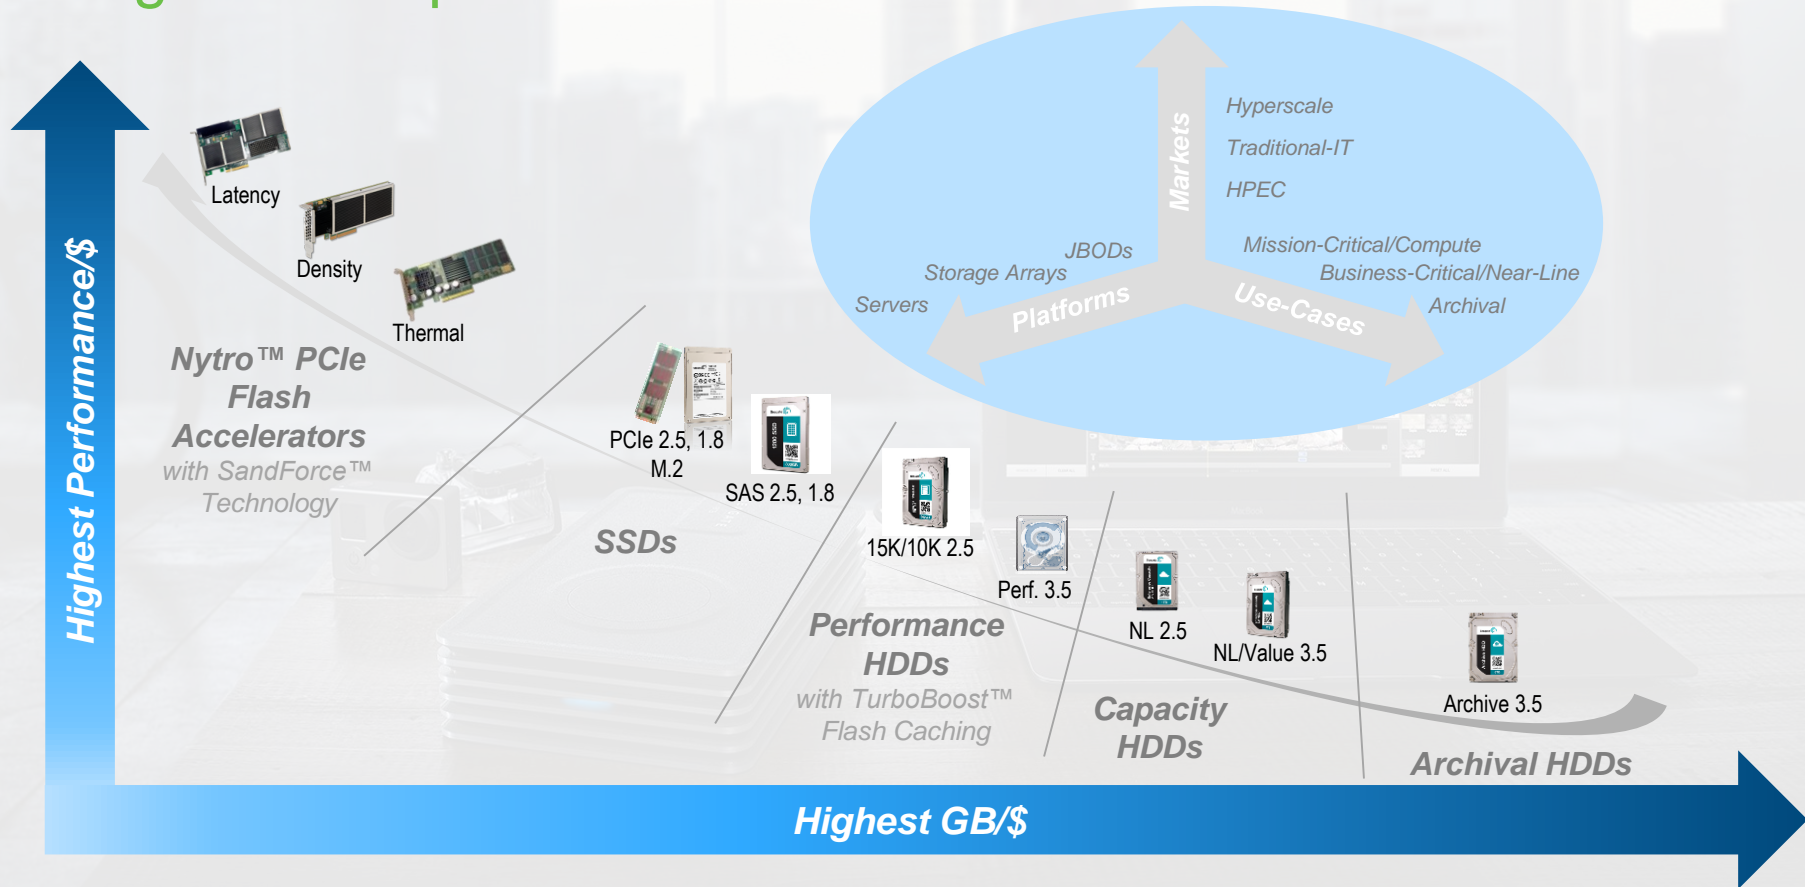 Highest Performance/$
Latency
Density
Thermal
Nytro™ PCIe
Flash
Accelerators
with SandForce™
Technology
PCIe 2.5, 1.8
M.2
SAS 2.5, 1.8
SSDs
15K/10K 2.5
Perf. 3.5
Performance
HDDs
with TurboBoost™
Flash Caching
NL 2.5
NL/Value 3.5
Capacity
HDDs
Archive 3.5
Archival HDDs
Highest GB/$
Markets
Hyperscale
Traditional-IT
HPEC
Platforms
JBODs
Storage Arrays
Servers
Use-Cases
Mission-Critical/Compute
Business-Critical/Near-Line
Archival